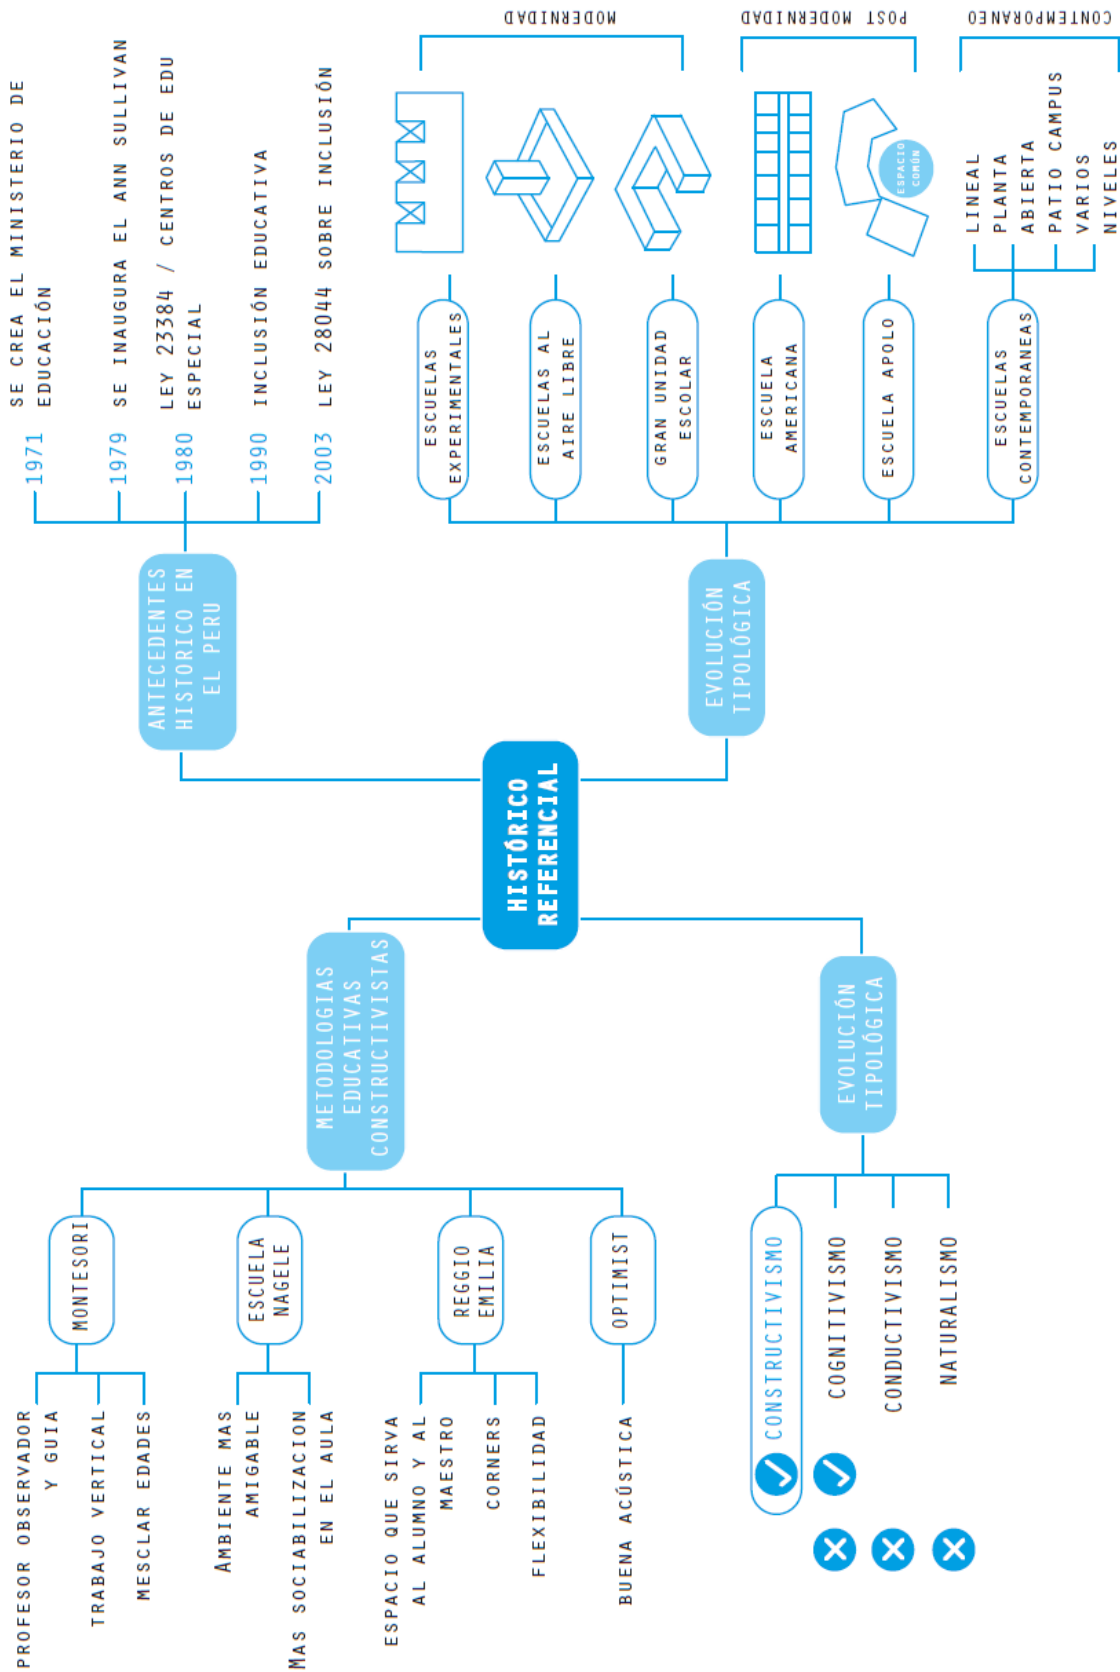 PROFESOR OBSERVADOR
Y GUIA
TRABAJO VERTICAL
MESCLAR EDADES
MONTESORI
AMBIENTE MAS
AMIGABLE
MAS SOCIABILIZACION
EN EL AULA
ESCUELA
NAGELE
ESPACIO QUE SIRVA
AL ALUMNO Y AL
MAESTRO
CORNERS
FLEXIBILIDAD
REGGIO
EMILIA
BUENA ACÚSTICA
OPTIMIST
METODOLOGIAS
EDUCATIVAS
CONSTRUCTIVISTAS
CONSTRUCTIVISMO
COGNITIVISMO
CONDUCTIVISMO
NATURALISMO
EVOLUCIÓN
TIPOLÓGICA
HISTÓRICO
REFERENCIAL
ANTECEDENTES
HISTORICO EN
EL PERU
1971
SE CREA EL MINISTERIO DE
EDUCACIÓN
1979
SE INAUGURA EL ANN SULLIVAN
1980
LEY 23384 / CENTROS DE EDU
ESPECIAL
1990
INCLUSIÓN EDUCATIVA
2003
LEY 28044 SOBRE INCLUSIÓN
EVOLUCIÓN
TIPOLÓGICA
ESCUELAS
EXPERIMENTALES
ESCUELAS AL
AIRE LIBRE
GRAN UNIDAD
ESCOLAR
ESCUELA
AMERICANA
ESCUELA APOLO
ESPACIO
COMÚN
ESCUELAS
CONTEMPORANEAS
LINEAL
PLANTA
ABIERTA
PATIO CAMPUS
VARIOS
NIVELES
MODERNIDAD
POST MODERNIDAD
CONTEMPORANEO